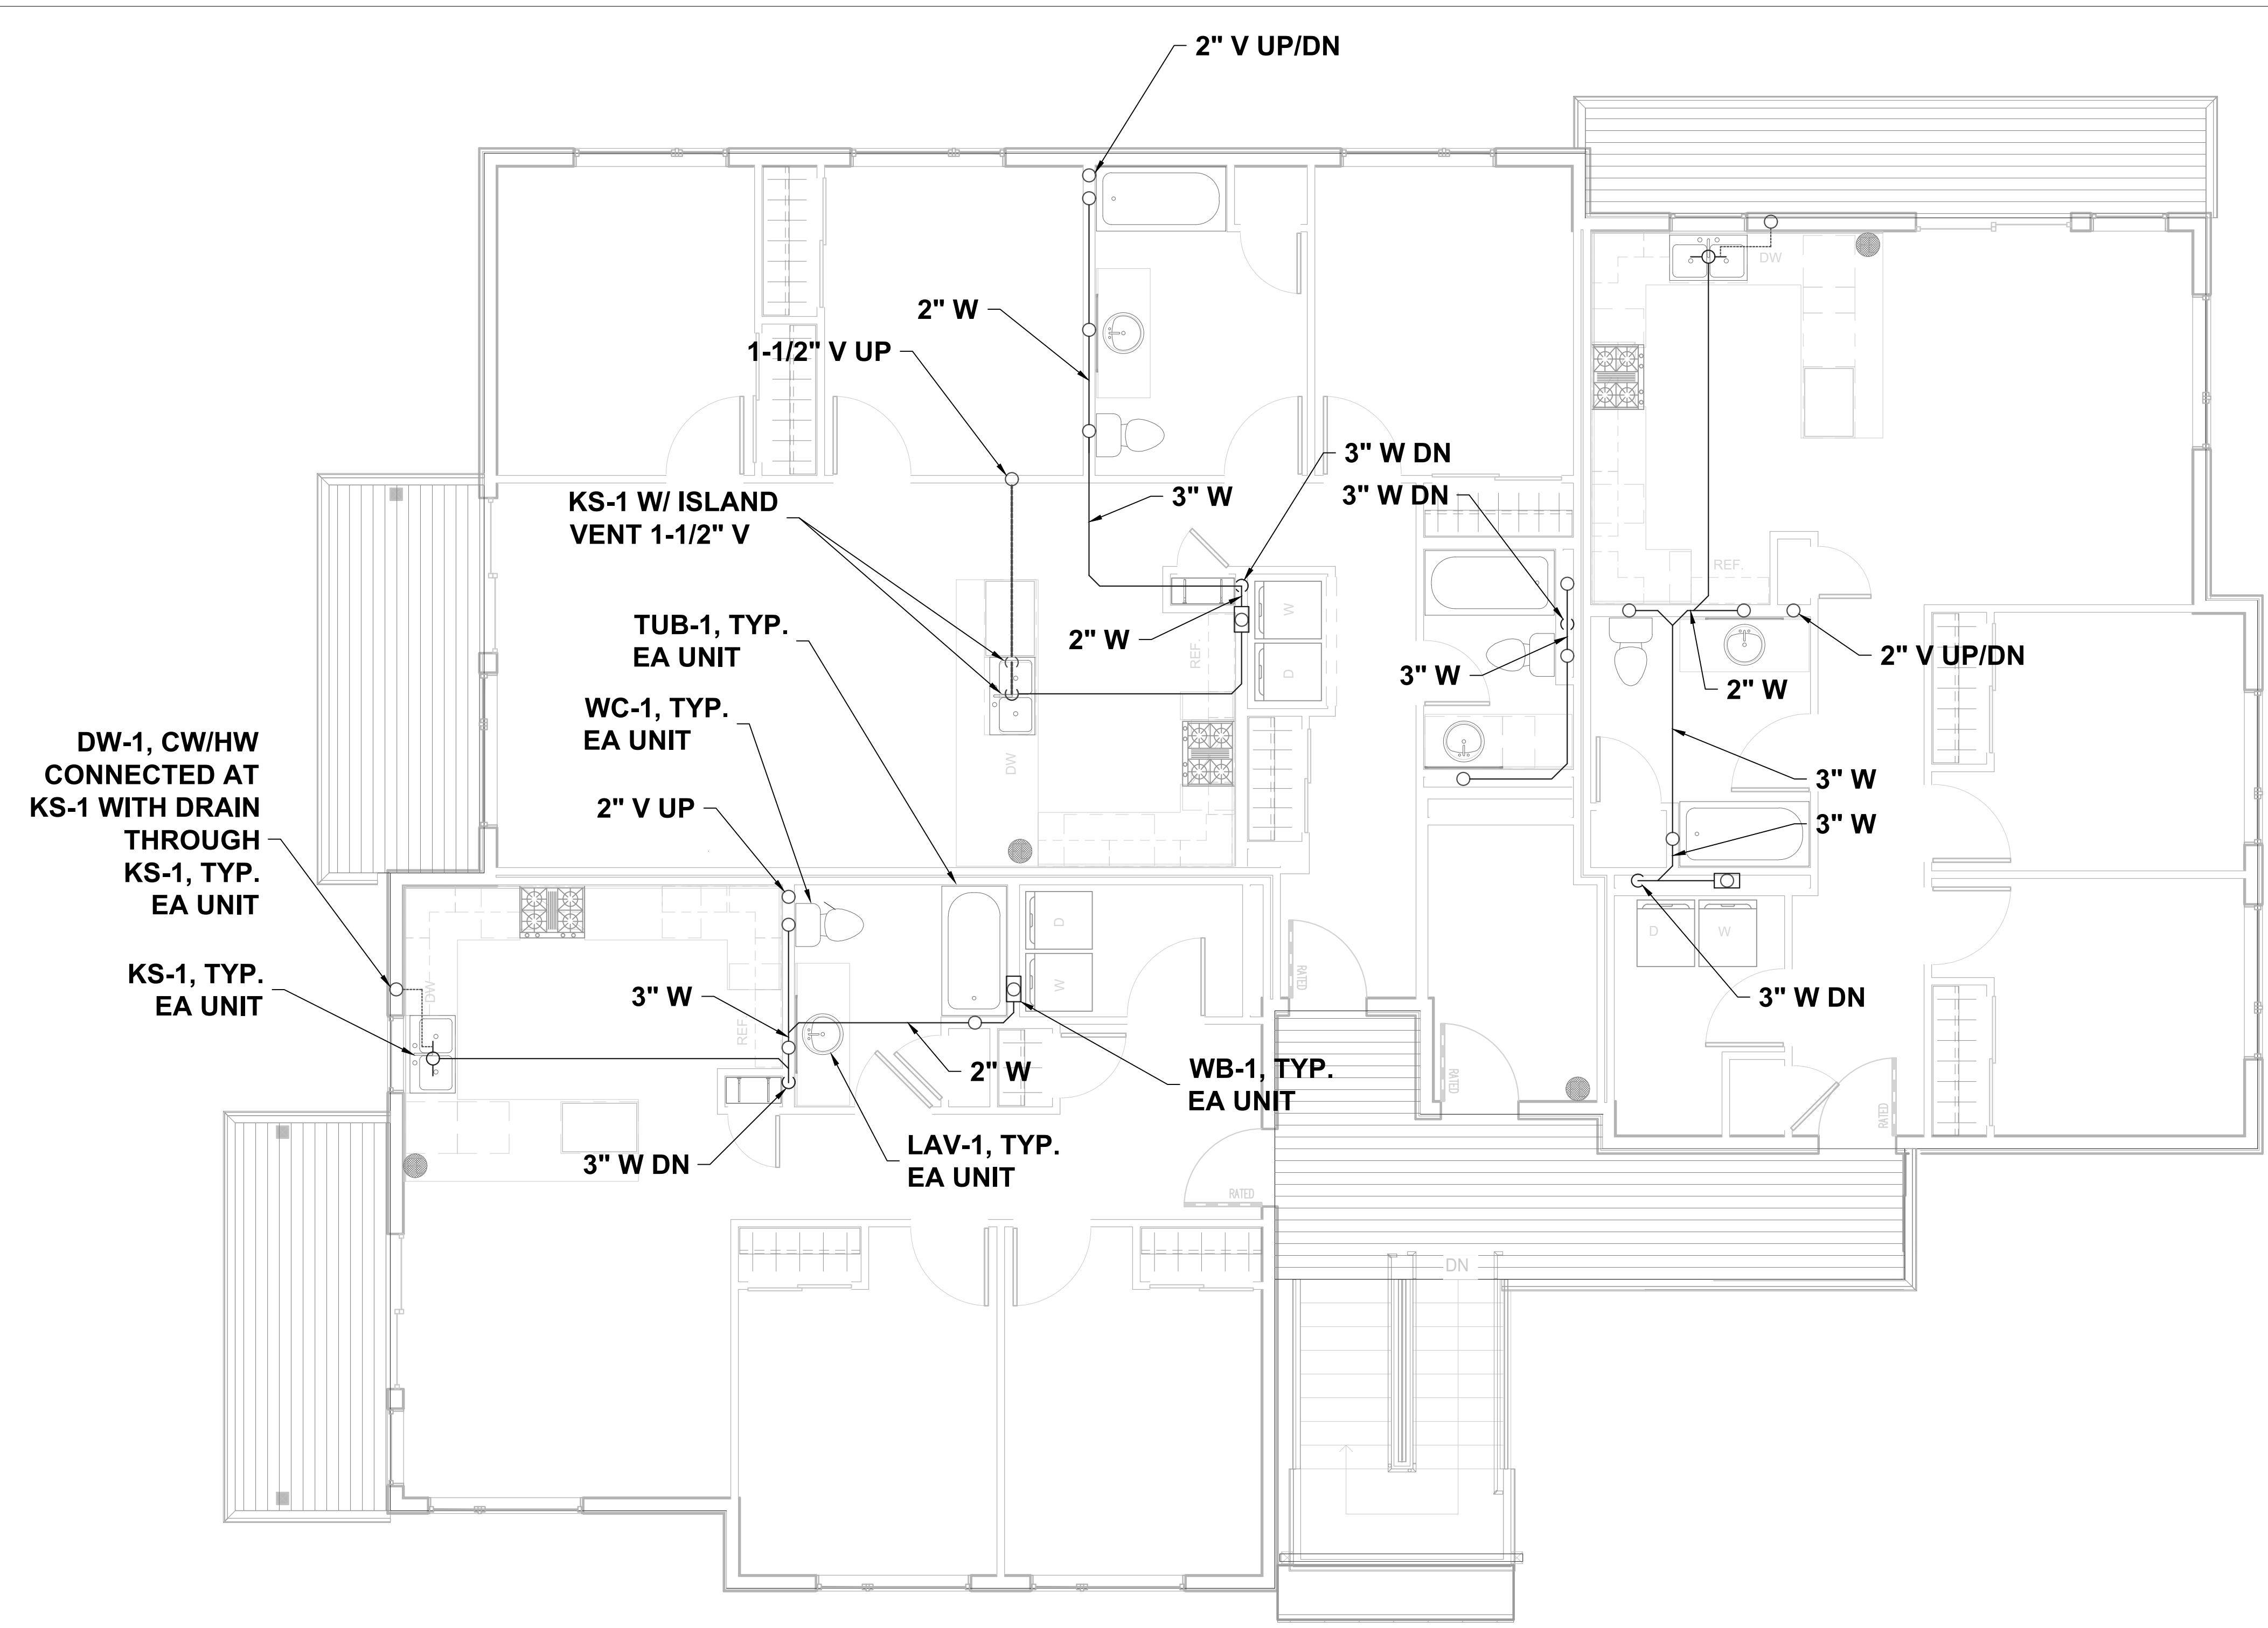 2" V UP/DN
2" W
1-1/2" V UP
DW
3" W DN
3" W DN
KS-1 W/ ISLAND
VENT 1-1/2" V
3" W
REF.
W
TUB-1, TYP.
EA UNIT
2" W
REF.
D
3" W
2" V UP/DN
2" W
WC-1, TYP.
EA UNIT
DW-1, CW/HW
CONNECTED AT
KS-1 WITH DRAIN
THROUGH
KS-1, TYP.
EA UNIT
DW
2" V UP
3" W
3" W
D
D
W
KS-1, TYP.
EA UNIT
DW
3" W
REF.
W
RATED
3" W DN
2" W
WB-1, TYP.
EA UNIT
RATED
RATED
3" W DN
LAV-1, TYP.
EA UNIT
RATED
DN